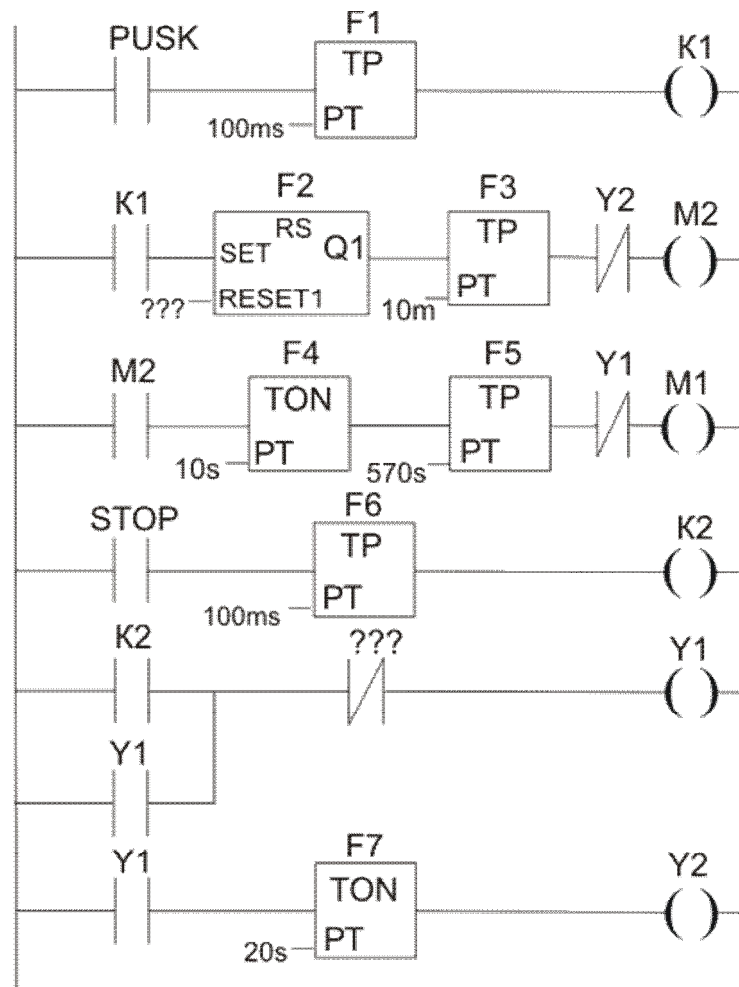 PUSK F1 K1
TP
100ms PT
K1 F2 F3 Y2 M2
RS TP
SET Q1
??? RESET1 10m PT
M2 F4 F5 Y1 M1
TON TP
10s PT 570s PT
STOP F6 K2
TP
100ms PT
K2 ??? Y1
Y1
Y1 F7 Y2
TON
20s PT